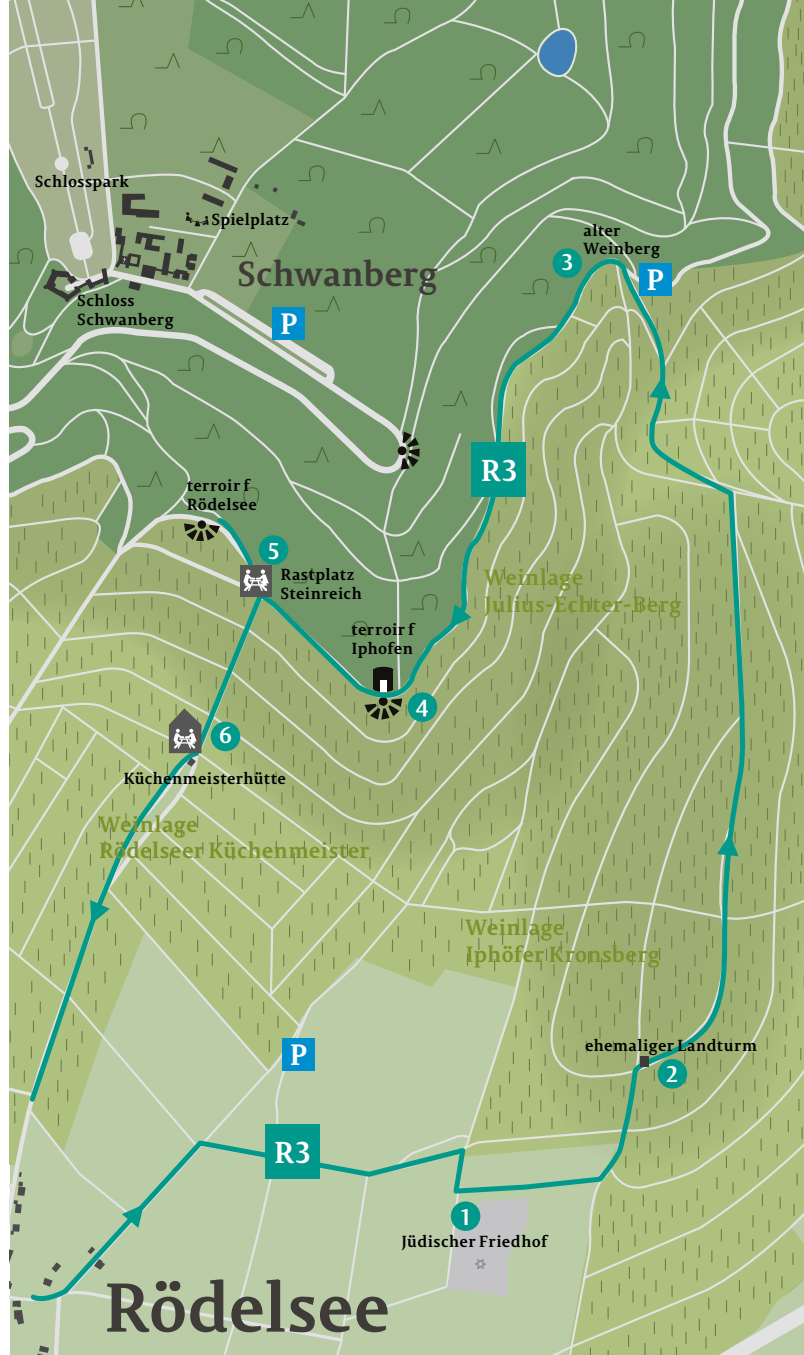 Schlosspark
Spielplatz
alter
Weinberg
3
P
Schwanberg
Schloss
Schwanberg
P
R3
terroir f
Rödelsee
5
Rastplatz
Steinreich
Weinlage
Julius-Echter-Berg
terroir f
Iphofen
4
6
Küchenmeisterhütte
Weinlage
Rödelseer Küchenmeister
Weinlage
Iphöfer Kronsberg
P
ehemaliger Landturm
2
R3
1
Jüdischer Friedhof
Rödelsee